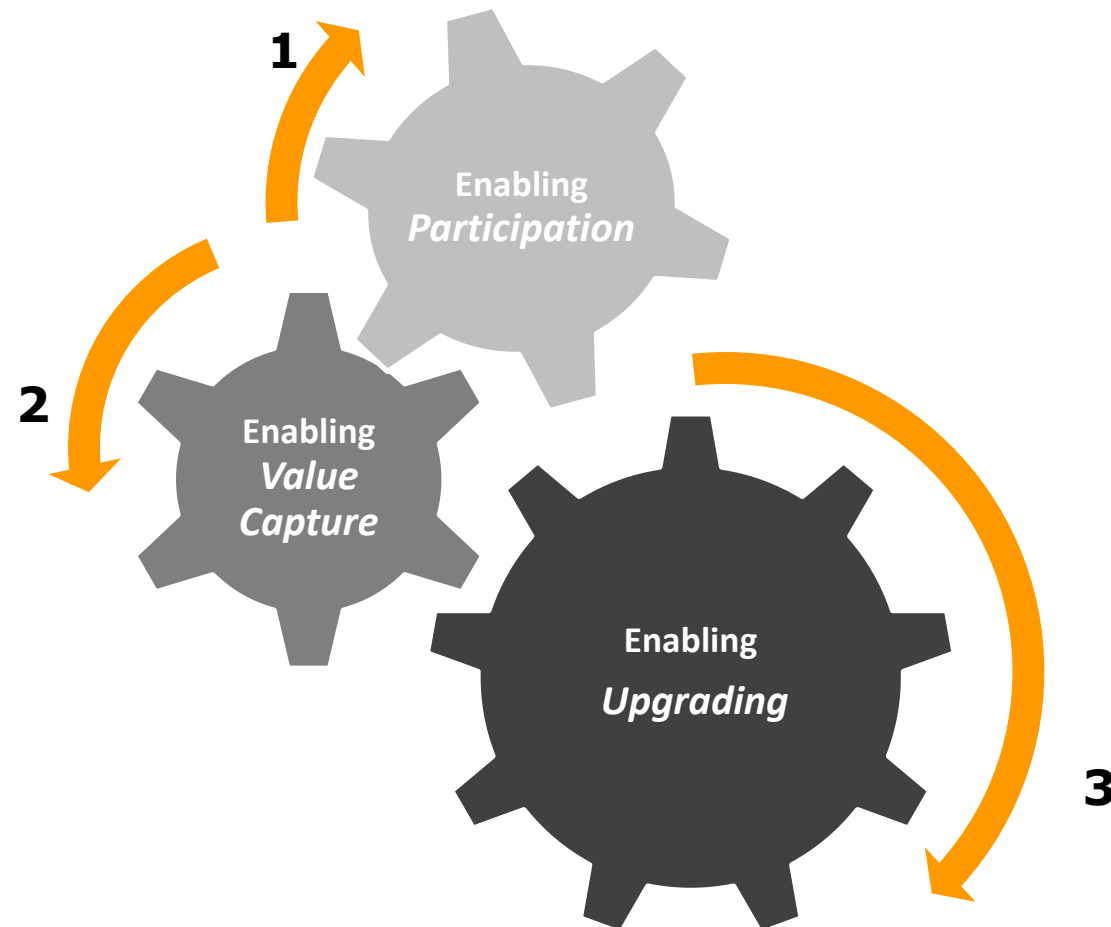 1
Enabling
Participation
2
Enabling
Value
Capture
Enabling
Upgrading
3